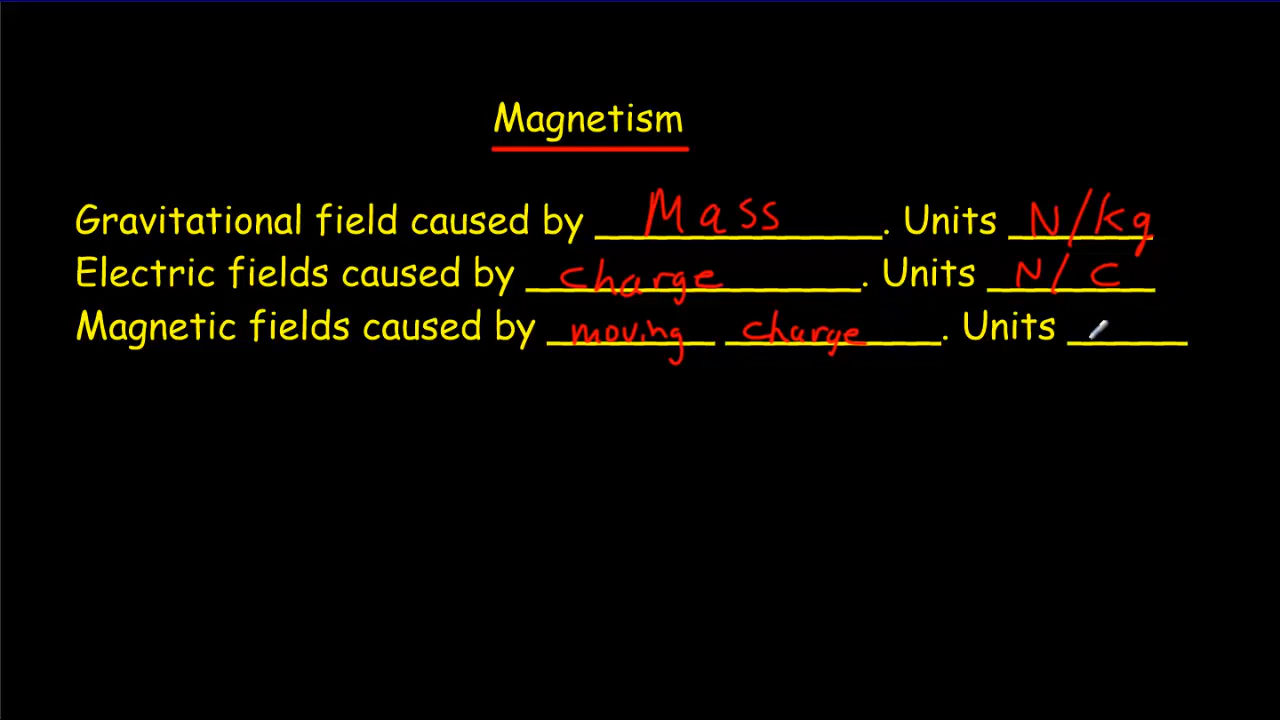 Magnetism
Gravitational field caused by Mass. Units N/kg
Electric fields caused by charge. Units N/C
Magnetic fields caused by moving charge. Units